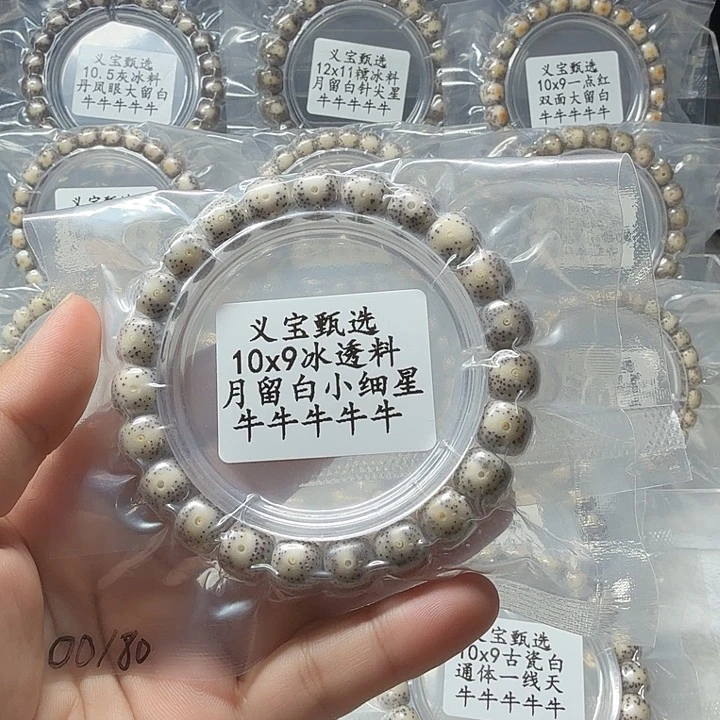 义宝甄选
10.5灰冰料
丹凤眼大留白
牛牛牛牛牛
义宝甄选
12x11糯冰料
月留白针尖星
牛牛牛牛牛
义宝甄选
10x9一点红
双面大留白
牛牛牛牛牛
义宝甄选
10x9冰透料
月留白小细星
牛牛牛牛牛
00/80
义宝甄选
10x9古瓷白
通体一线天
牛牛牛牛牛